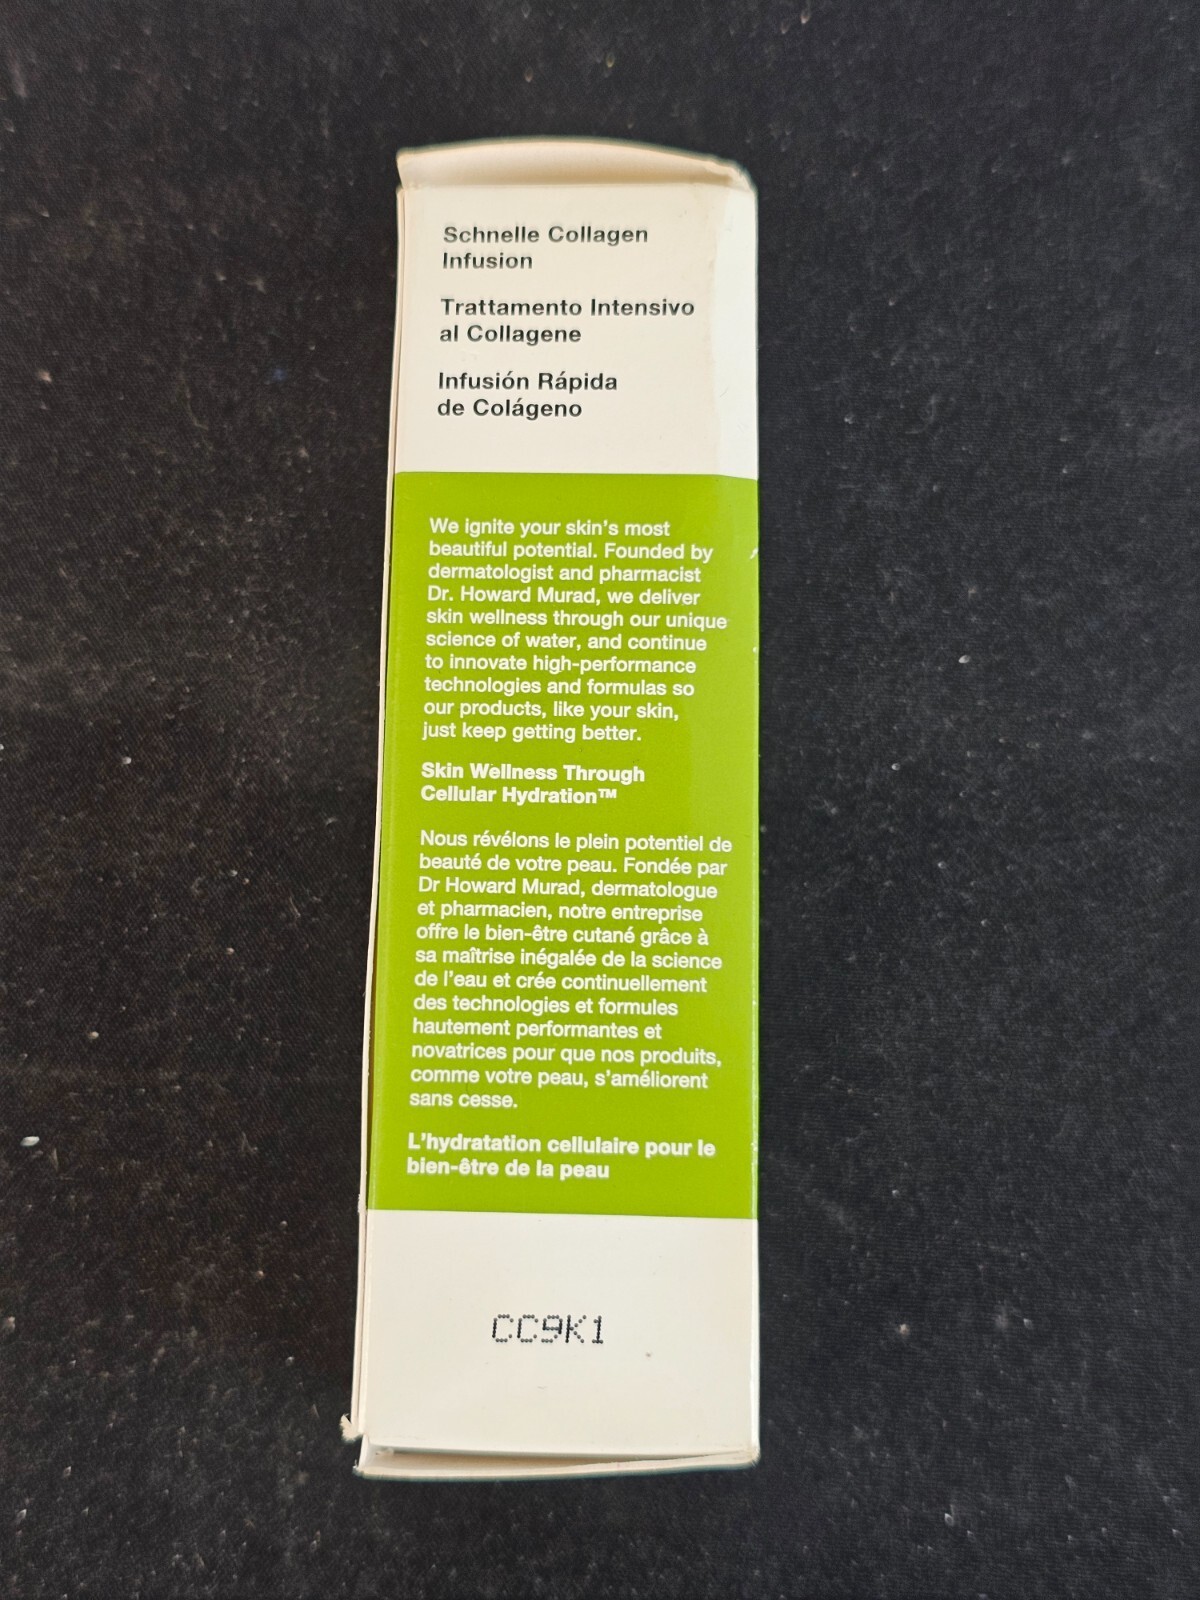 Schnelle Collagen
Infusion
Trattamento Intensivo
al Collagene
Infusión Rápida
de Colágeno
We ignite your skin's most
beautiful potential. Founded by
dermatologist and pharmacist
Dr. Howard Murad, we deliver
skin wellness through our unique
science of water, and continue
to innovate high-performance
technologies and formulas so
our products, like your skin,
just keep getting better.
Skin Wellness Through
Cellular Hydration™
Nous révélons le plein potentiel de
beauté de votre peau. Fondée par
Dr Howard Murad, dermatologue
et pharmacien, notre entreprise
offre le bien-être cutané grâce à
sa maîtrise inégalée de la science
de l'eau et crée continuellement
des technologies et formules
hautement performantes et
novatrices pour que nos produits,
comme votre peau, s'améliorent
sans cesse.
L'hydratation cellulaire pour le
bien-être de la peau
CC9K1